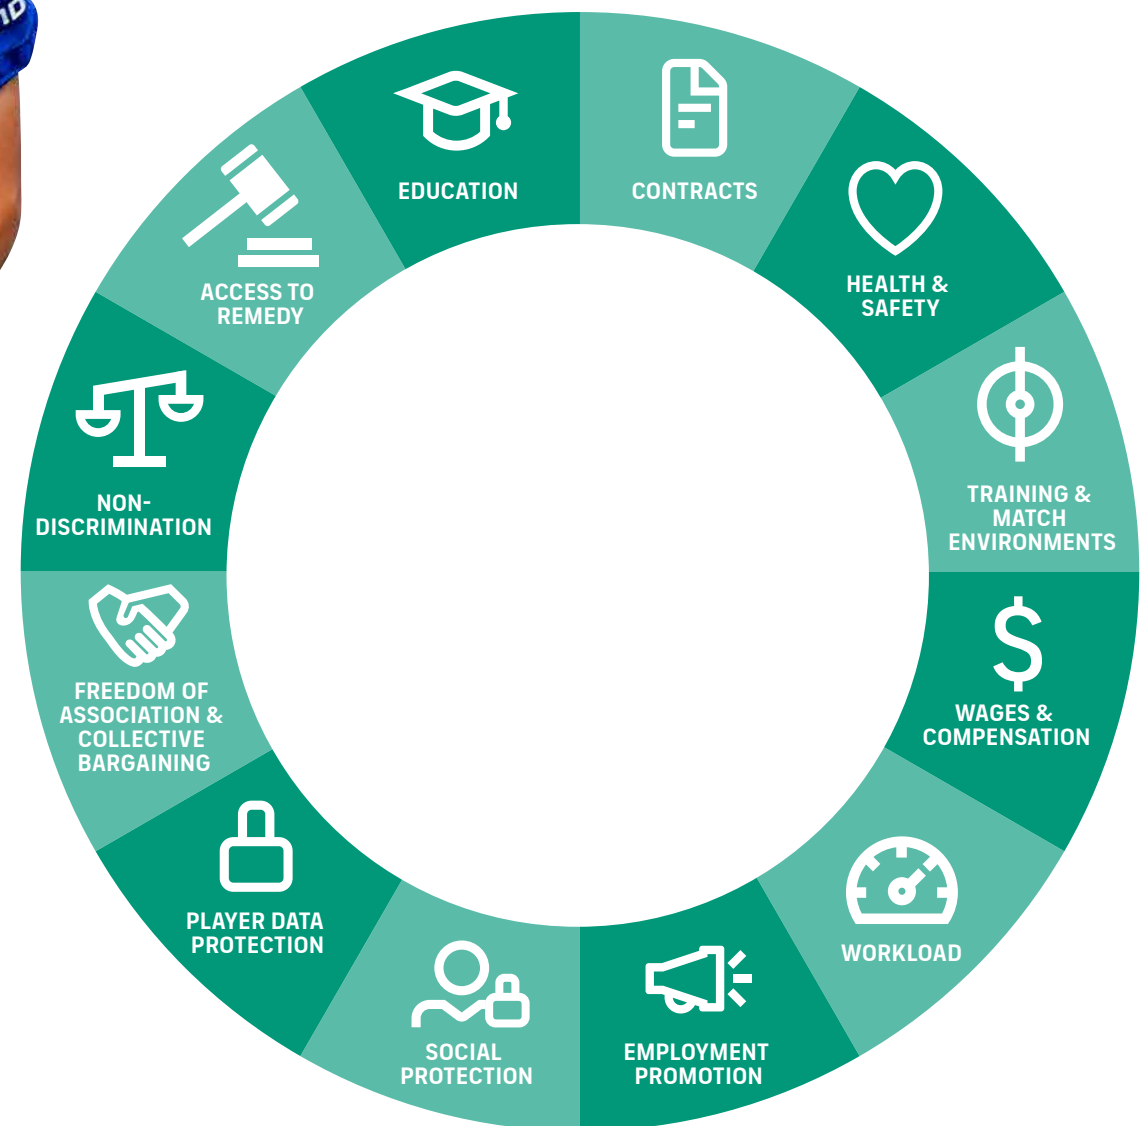 EDUCATION
CONTRACTS
HEALTH &
SAFETY
TRAINING &
MATCH
ENVIRONMENTS
WAGES &
COMPENSATION
WORKLOAD
EMPLOYMENT
PROMOTION
SOCIAL
PROTECTION
PLAYER DATA
PROTECTION
FREEDOM OF
ASSOCIATION &
COLLECTIVE
BARGAINING
NON-
DISCRIMINATION
ACCESS TO
REMEDY